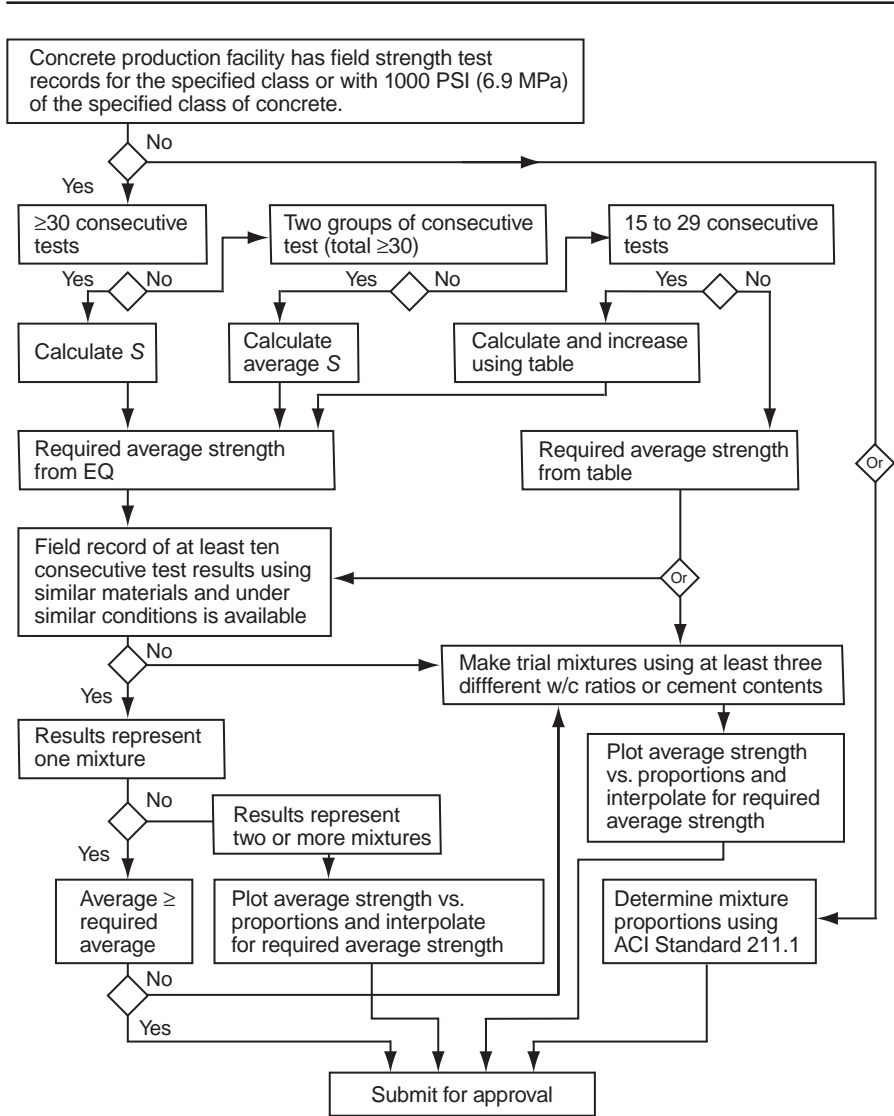 Concrete production facility has field strength test
records for the specified class or with 1000 PSI (6.9 MPa)
of the specified class of concrete.
No
Yes
≥30 consecutive
tests
Two groups of consecutive
test (total ≥30)
15 to 29 consecutive
tests
Yes
No
Yes
No
Yes
No
Calculate S
Calculate
average S
Calculate and increase
using table
Required average strength
from EQ
Required average strength
from table
Or
Field record of at least ten
consecutive test results using
similar materials and under
similar conditions is available
Or
No
Yes
Make trial mixtures using at least three
diffferent w/c ratios or cement contents
Results represent
one mixture
Plot average strength
vs. proportions and
interpolate for required
average strength
No
Yes
Results represent
two or more mixtures
Average ≥
required
average
Plot average strength vs.
proportions and interpolate
for required average strength
Determine mixture
proportions using
ACI Standard 211.1
No
Yes
Submit for approval